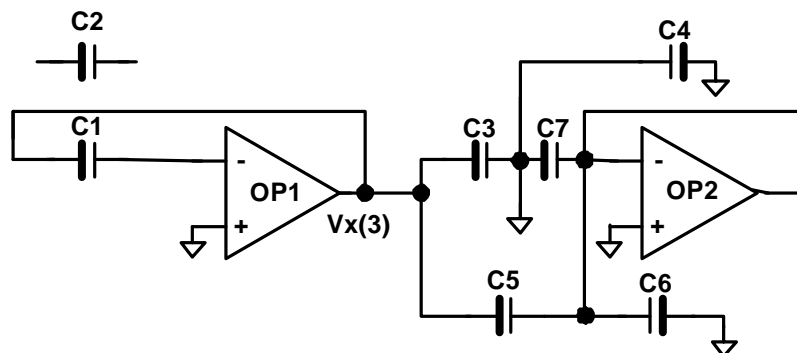 C2
C4
C1
C3
C7
-
OP1
+
Vx(3)
-
OP2
+
C5
C6